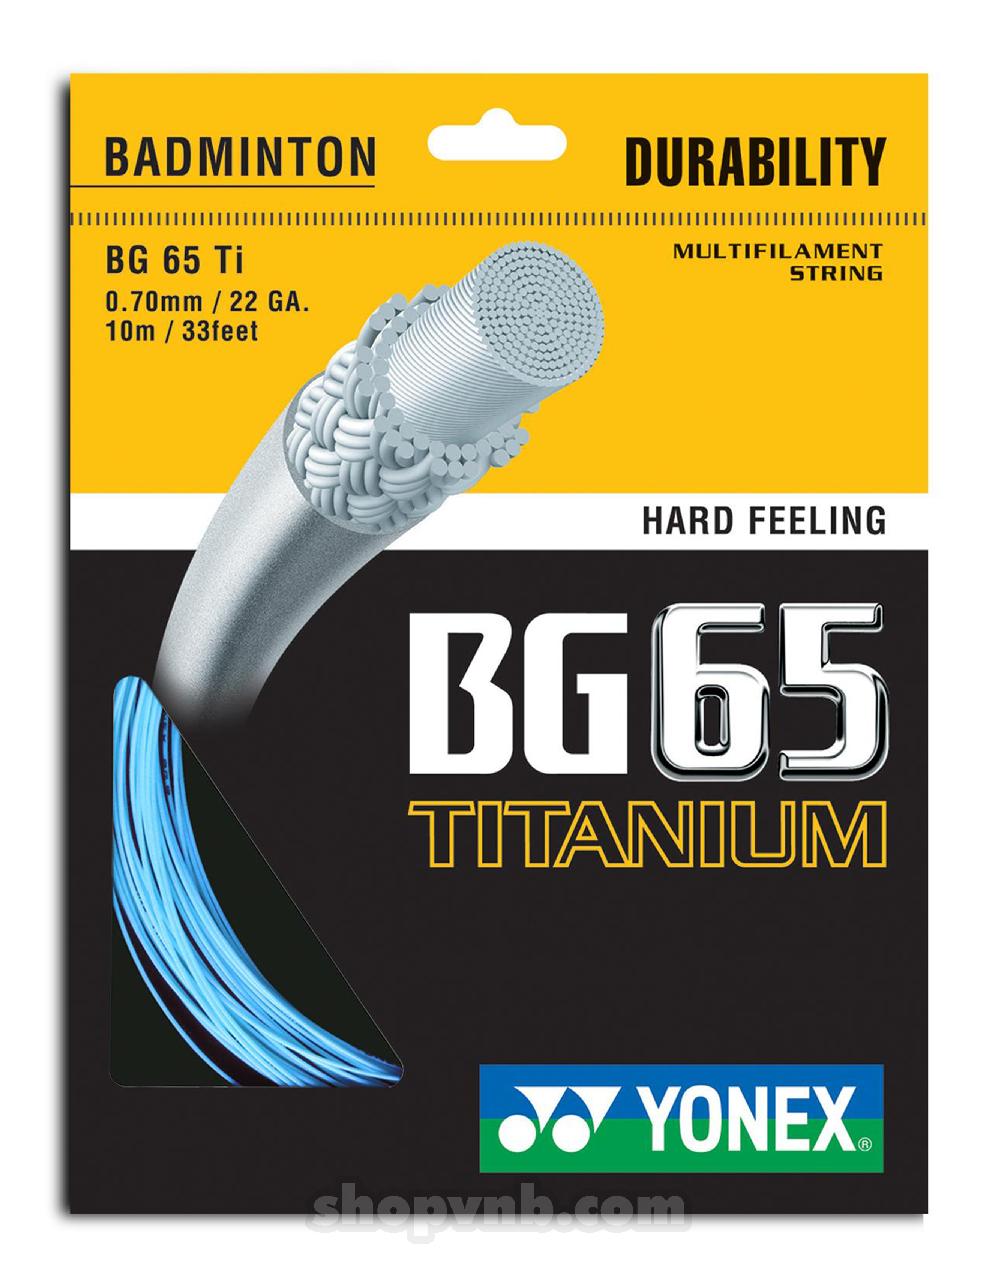 BADMINTON
DURABILITY
BG 65 Ti
0.70mm / 22 GA.
10m / 33feet
MULTIFILAMENT
STRING
HARD FEELING
BG65
TITANIUM
YONEX®
shopvnb.com